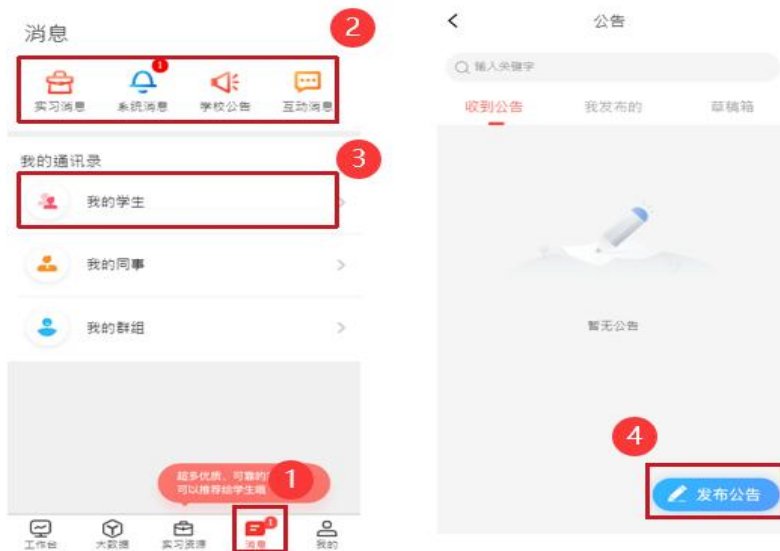 消息
2
1
实习消息 系统消息 学校公告 互动消息
我的通讯录
3
我的学生
我的同事
我的群组
超多优质、可靠的
1
可以推荐给学生哦
1
工作台 大数据 实习资源 消息 我的
公告
输入关键字
收到公告 我发布的 草稿箱
暂无公告
4
发布公告